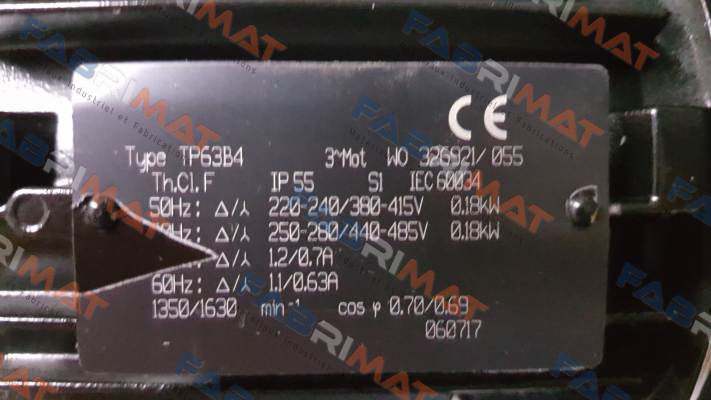 CE
Type TP63B4 3~Mot WO 326921/055
Th.Cl.F IP 55 S1 IEC 60034
50Hz: Δ/⅄ 220-240/380-415V 0.18kW
Hz: Δ/⅄ 250-280/440-485V 0.18kW
Δ/⅄ 1.2/0.7A
60Hz: Δ/⅄ 1.1/0.63A
1350/1630 min⁻¹ cos φ 0.70/0.69
060717
FABRIMAT